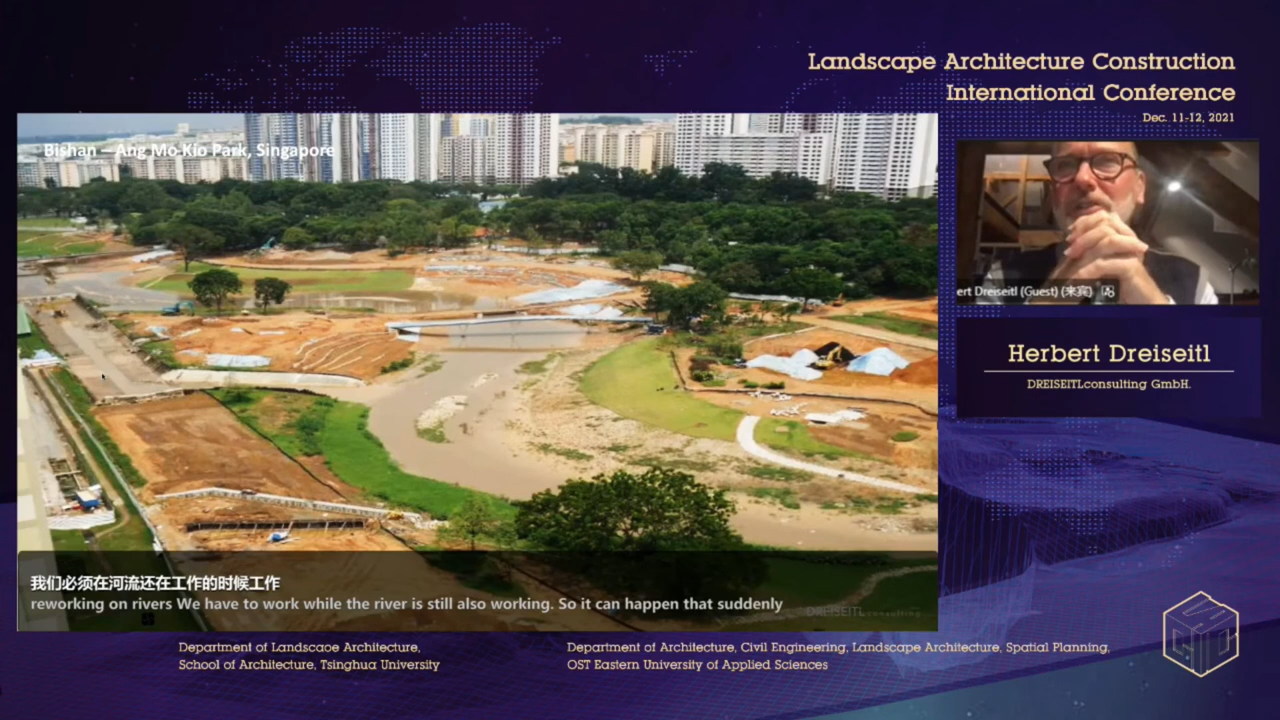 Landscape Architecture Construction
International Conference
Dec. 11-12, 2021
Bishan – Ang Mo Kio Park, Singapore
ert Dreiseitl (Guest) (来宾)
Herbert Dreiseitl
DREISEITLconsulting GmbH.
我们必须在河流还在工作的时候工作
reworking on rivers We have to work while the river is still also working. So it can happen that suddenly
DREISEITL consulting
Department of Landscape Architecture,
School of Architecture, Tsinghua University
Department of Architecture, Civil Engineering, Landscape Architecture, Spatial Planning,
OST Eastern University of Applied Sciences